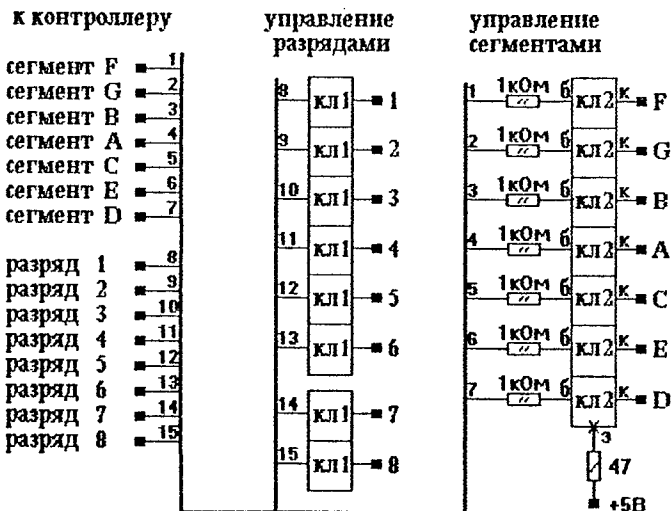 к контроллеру
сегмент F 1
сегмент G 2
сегмент B 3
сегмент A 4
сегмент C 5
сегмент E 6
сегмент D 7
разряд 1 8
разряд 2 9
разряд 3 10
разряд 4 11
разряд 5 12
разряд 6 13
разряд 7 14
разряд 8 15
управление
разрядами
8 кл1 1
9 кл1 2
10 кл1 3
11 кл1 4
12 кл1 5
13 кл1 6
14 кл1 7
15 кл1 8
управление
сегментами
1 1кОм б кл2 к F
2 1кОм б кл2 к G
3 1кОм б кл2 к B
4 1кОм б кл2 к A
5 1кОм б кл2 к C
6 1кОм б кл2 к E
7 1кОм б кл2 к D
э
47
+5В